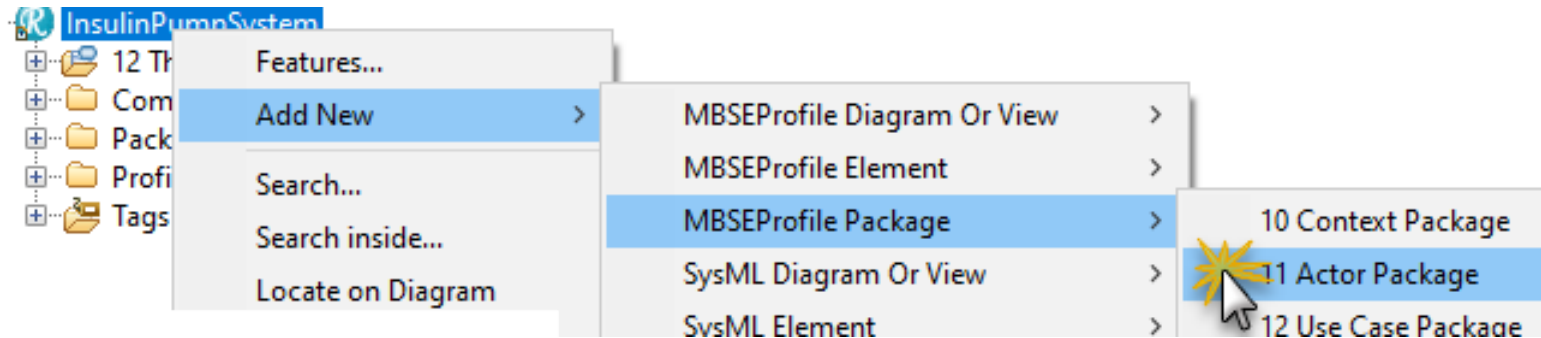 InsulinPumpSystem
12 Th
Com
Pack
Profi
Tags
Features...
Add New
Search...
Search inside...
Locate on Diagram
MBSEProfile Diagram Or View
MBSEProfile Element
MBSEProfile Package
SysML Diagram Or View
SysML Element
10 Context Package
11 Actor Package
12 Use Case Package